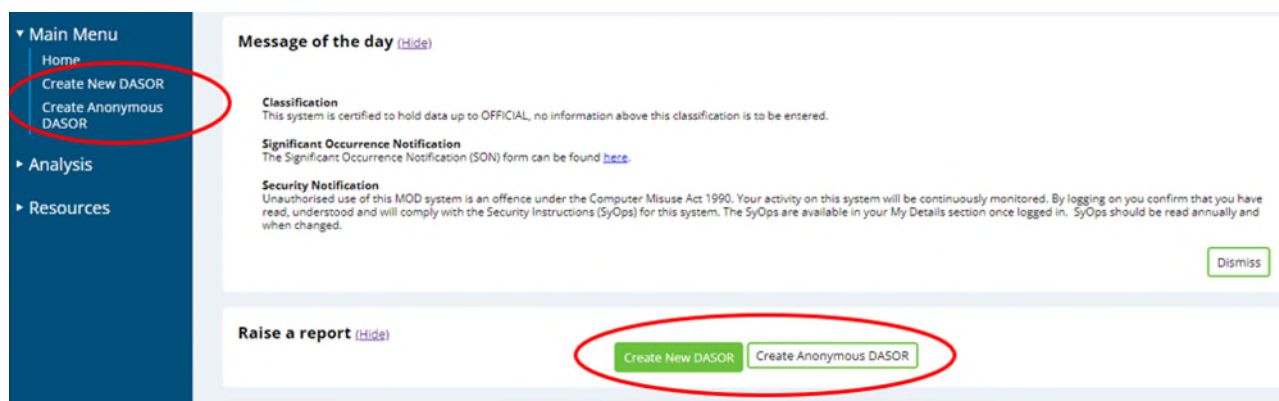 Main Menu
Home
Create New DASOR
Create Anonymous
DASOR
Analysis
Resources
Message of the day (Hide)
Classification
This system is certified to hold data up to OFFICIAL, no information above this classification is to be entered.
Significant Occurrence Notification
The Significant Occurrence Notification (SON) form can be found here.
Security Notification
Unauthorised use of this MOD system is an offence under the Computer Misuse Act 1990. Your activity on this system will be continuously monitored. By logging on you confirm that you have
read, understood and will comply with the Security Instructions (SyOps) for this system. The SyOps are available in your My Details section once logged in. SyOps should be read annually and
when changed.
Dismiss
Raise a report (Hide)
Create New DASOR
Create Anonymous DASOR